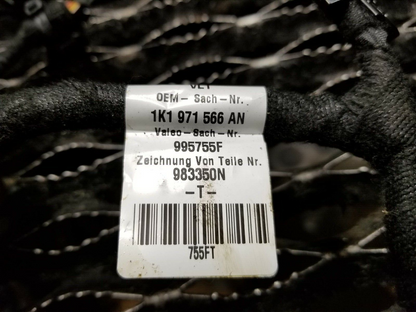 OEM-Sach-Nr.
1K1 971 566 AN
Valeo-Sach-Nr.
995755F
Zeichnung Von Teile Nr.
983350N
-T-
755FT